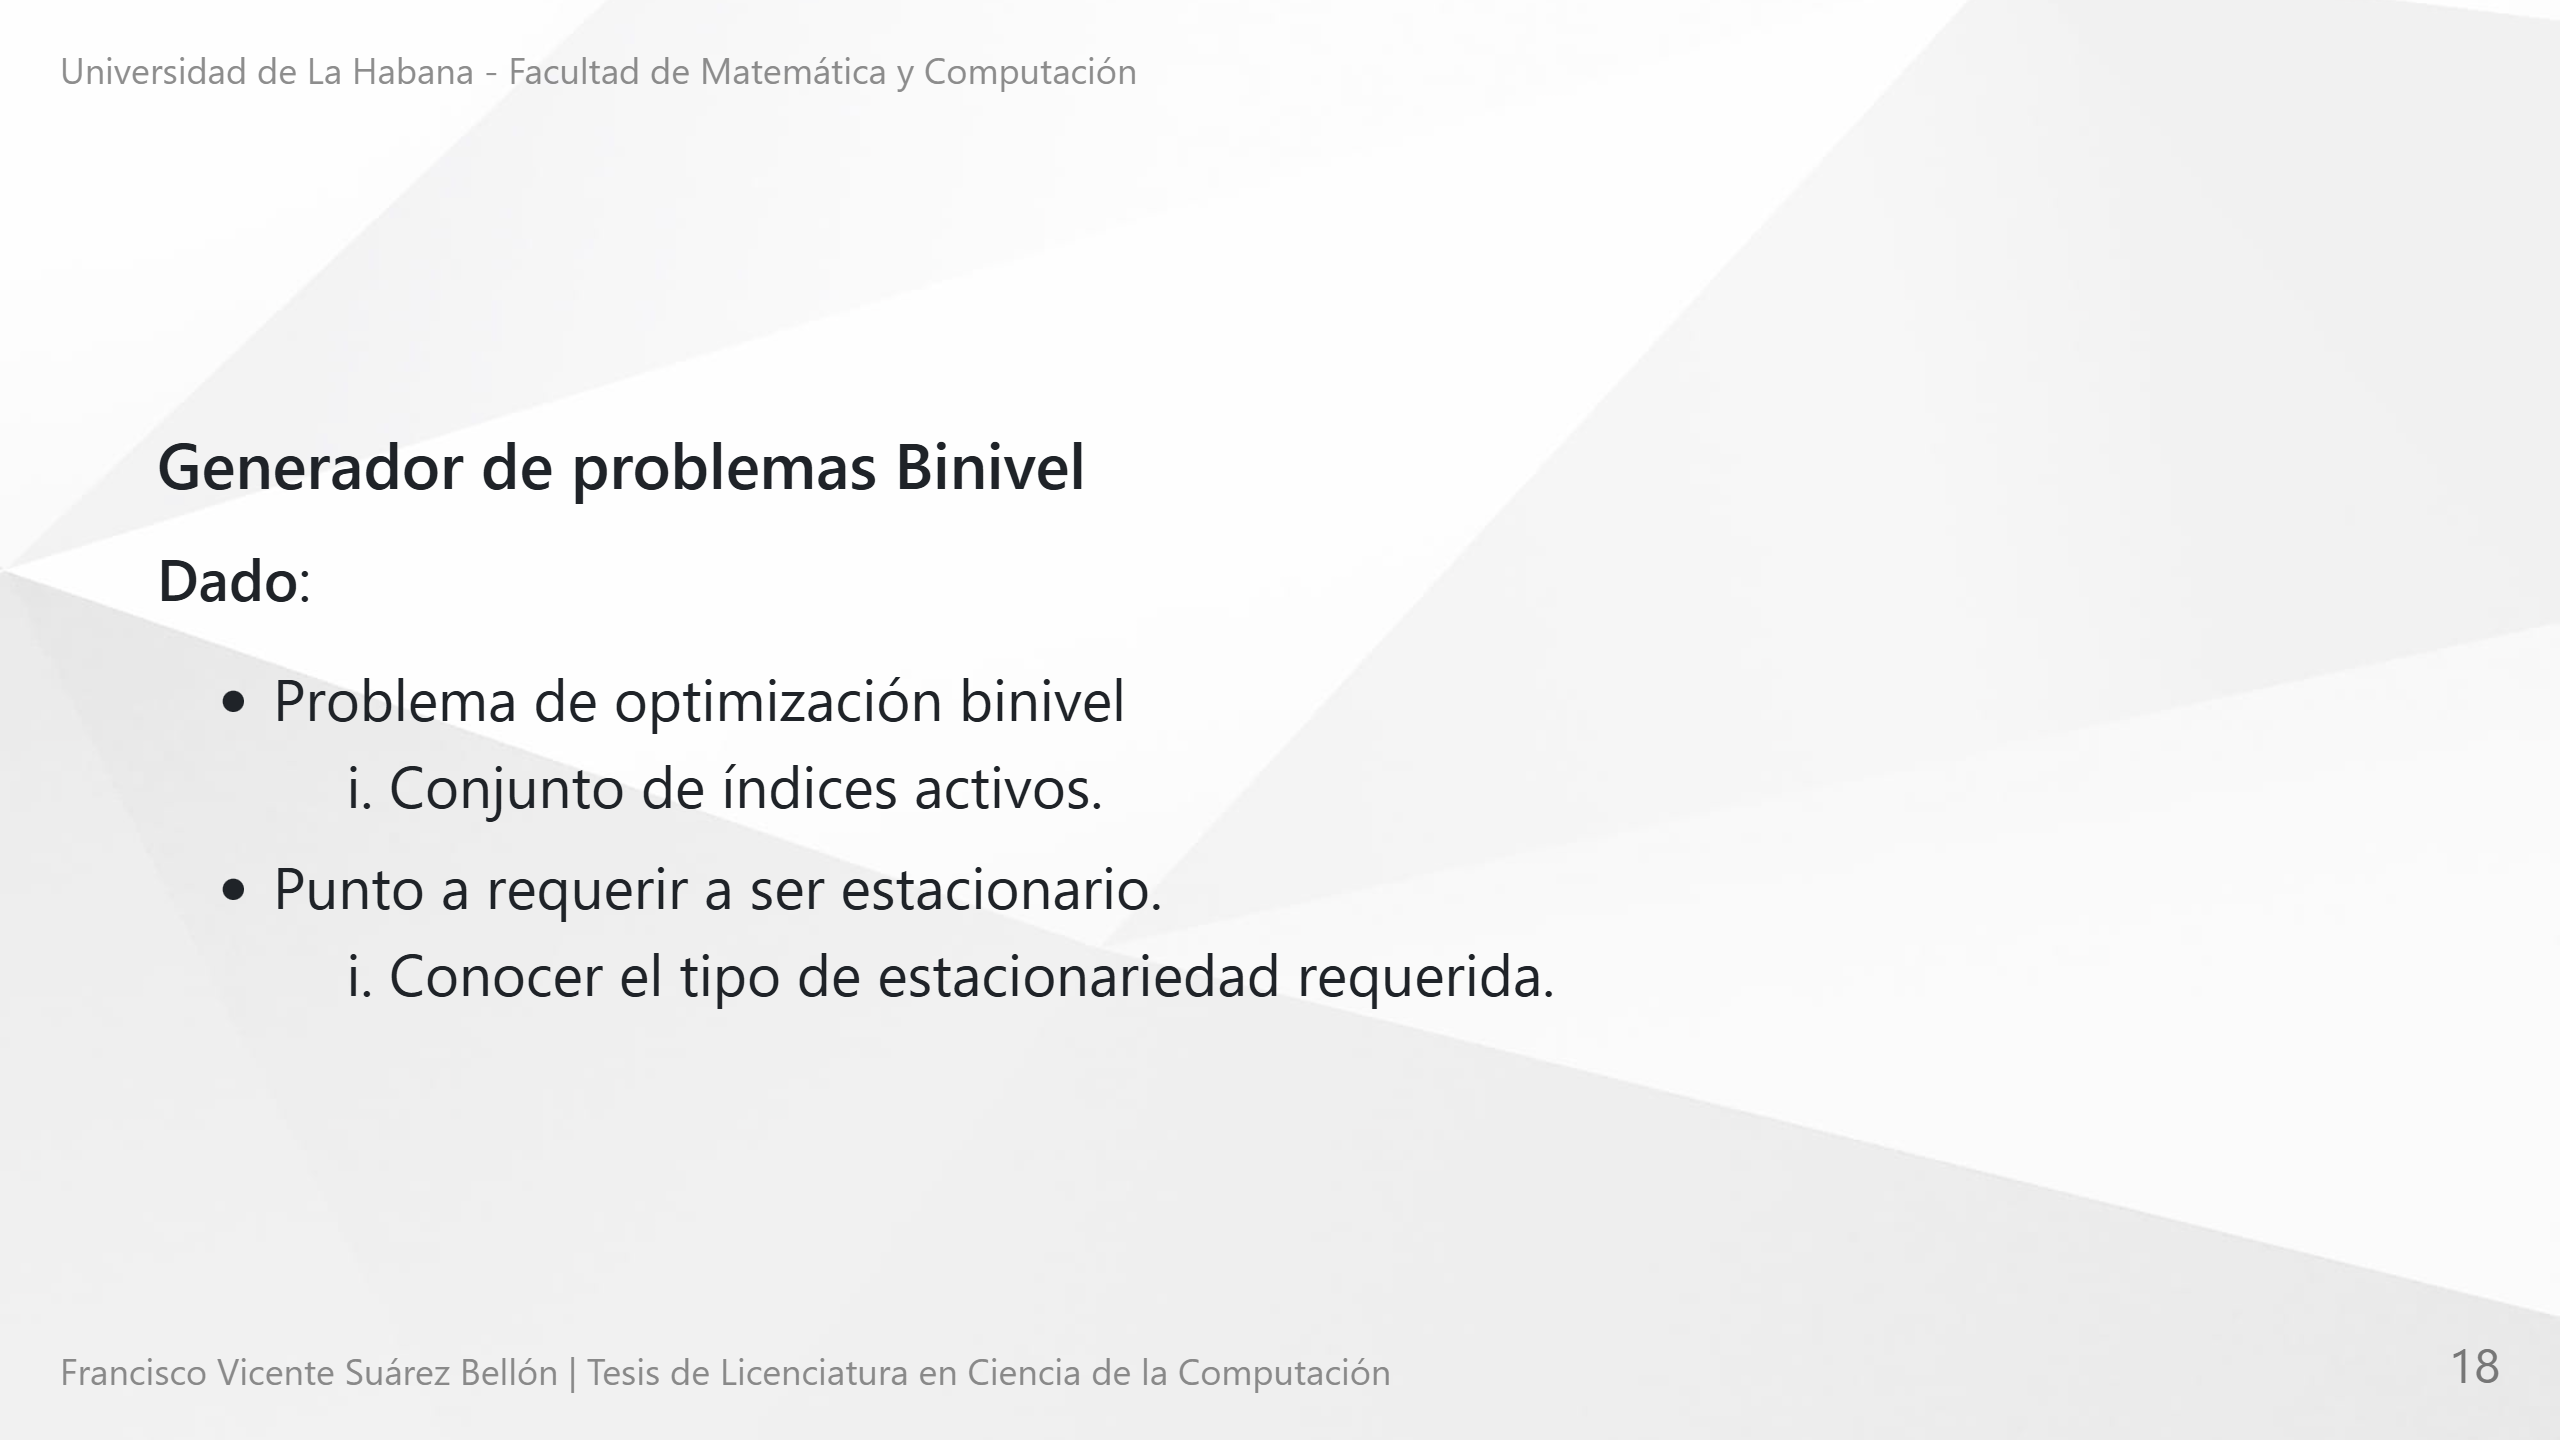 Universidad de La Habana - Facultad de Matemática y Computación
Generador de problemas Binivel
Dado:
• Problema de optimización binivel
i. Conjunto de índices activos.
• Punto a requerir a ser estacionario.
i. Conocer el tipo de estacionariedad requerida.
Francisco Vicente Suárez Bellón | Tesis de Licenciatura en Ciencia de la Computación
18